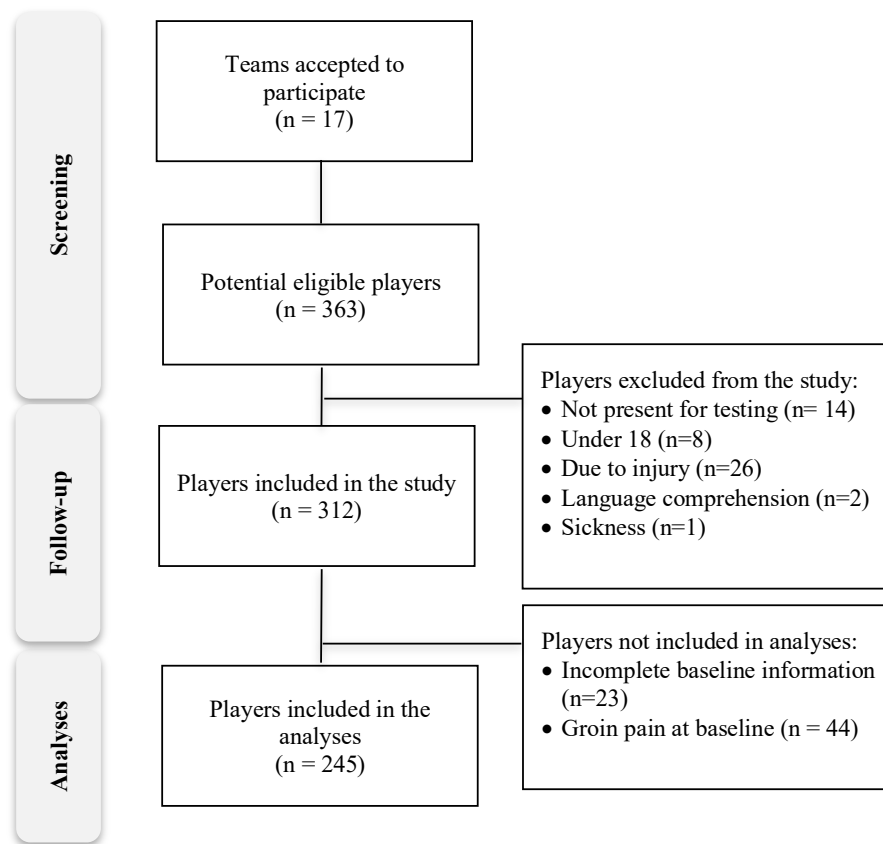 Screening
Teams accepted to
participate
(n = 17)
Potential eligible players
(n = 363)
Players excluded from the study:
• Not present for testing (n= 14)
• Under 18 (n=8)
• Due to injury (n=26)
• Language comprehension (n=2)
• Sickness (n=1)
Follow-up
Players included in the study
(n = 312)
Players not included in analyses:
• Incomplete baseline information
(n=23)
• Groin pain at baseline (n = 44)
Analyses
Players included in the
analyses
(n = 245)